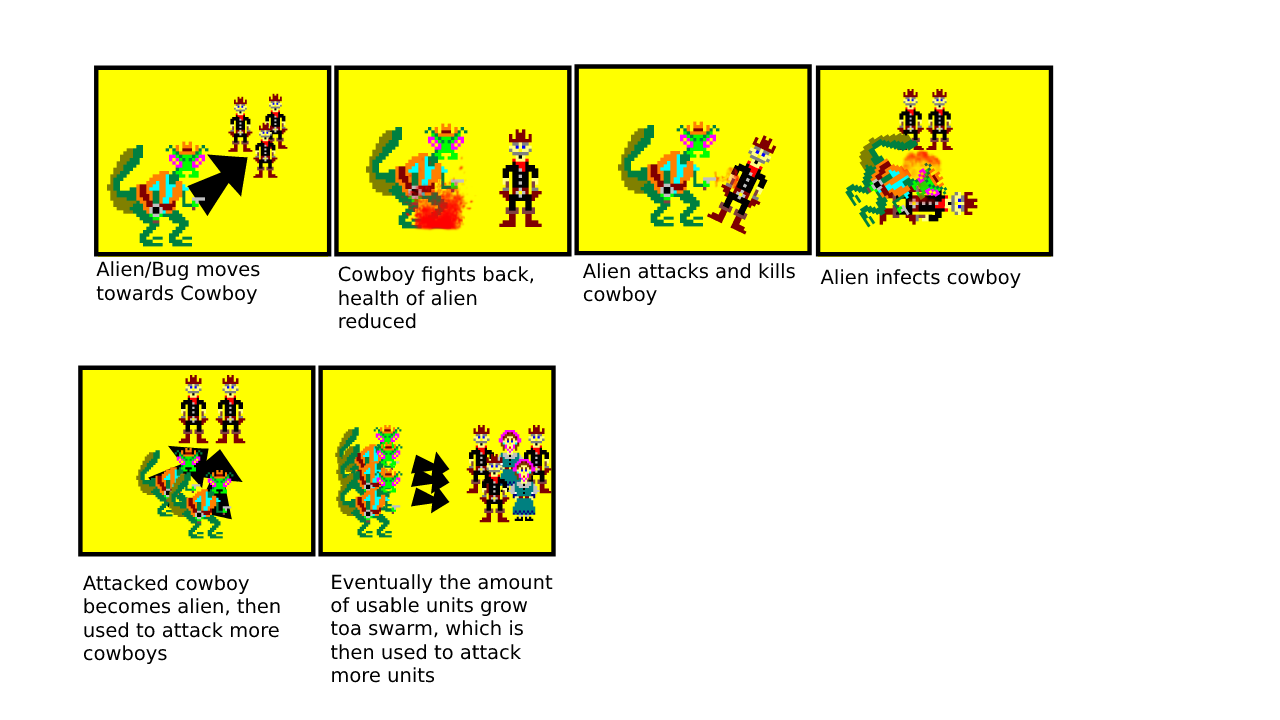 Alien/Bug moves
towards Cowboy
Cowboy fights back,
health of alien
reduced
Alien attacks and kills
cowboy
Alien infects cowboy
Attacked cowboy
becomes alien, then
used to attack more
cowboys
Eventually the amount
of usable units grow
toa swarm, which is
then used to attack
more units